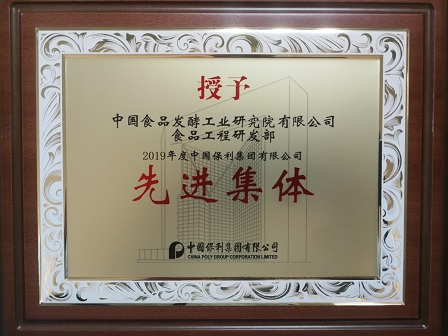 授予
中国食品发酵工业研究院有限公司
食品工程研发部
2019年度中国保利集团有限公司
先进集体
中國保利集团有限公司
CHINA POLY GROUP CORPORATION LIMITED